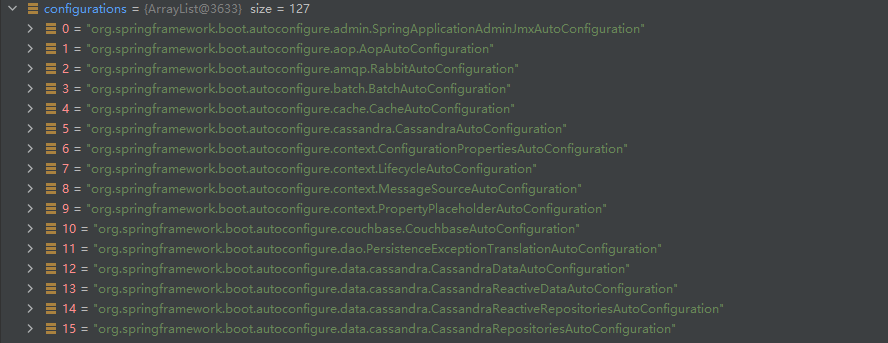 configurations = {ArrayList@3633} size = 127
0 = "org.springframework.boot.autoconfigure.admin.SpringApplicationAdminJmxAutoConfiguration"
1 = "org.springframework.boot.autoconfigure.aop.AopAutoConfiguration"
2 = "org.springframework.boot.autoconfigure.amqp.RabbitAutoConfiguration"
3 = "org.springframework.boot.autoconfigure.batch.BatchAutoConfiguration"
4 = "org.springframework.boot.autoconfigure.cache.CacheAutoConfiguration"
5 = "org.springframework.boot.autoconfigure.cassandra.CassandraAutoConfiguration"
6 = "org.springframework.boot.autoconfigure.context.ConfigurationPropertiesAutoConfiguration"
7 = "org.springframework.boot.autoconfigure.context.LifecycleAutoConfiguration"
8 = "org.springframework.boot.autoconfigure.context.MessageSourceAutoConfiguration"
9 = "org.springframework.boot.autoconfigure.context.PropertyPlaceholderAutoConfiguration"
10 = "org.springframework.boot.autoconfigure.couchbase.CouchbaseAutoConfiguration"
11 = "org.springframework.boot.autoconfigure.dao.PersistenceExceptionTranslationAutoConfiguration"
12 = "org.springframework.boot.autoconfigure.data.cassandra.CassandraDataAutoConfiguration"
13 = "org.springframework.boot.autoconfigure.data.cassandra.CassandraReactiveDataAutoConfiguration"
14 = "org.springframework.boot.autoconfigure.data.cassandra.CassandraReactiveRepositoriesAutoConfiguration"
15 = "org.springframework.boot.autoconfigure.data.cassandra.CassandraRepositoriesAutoConfiguration"